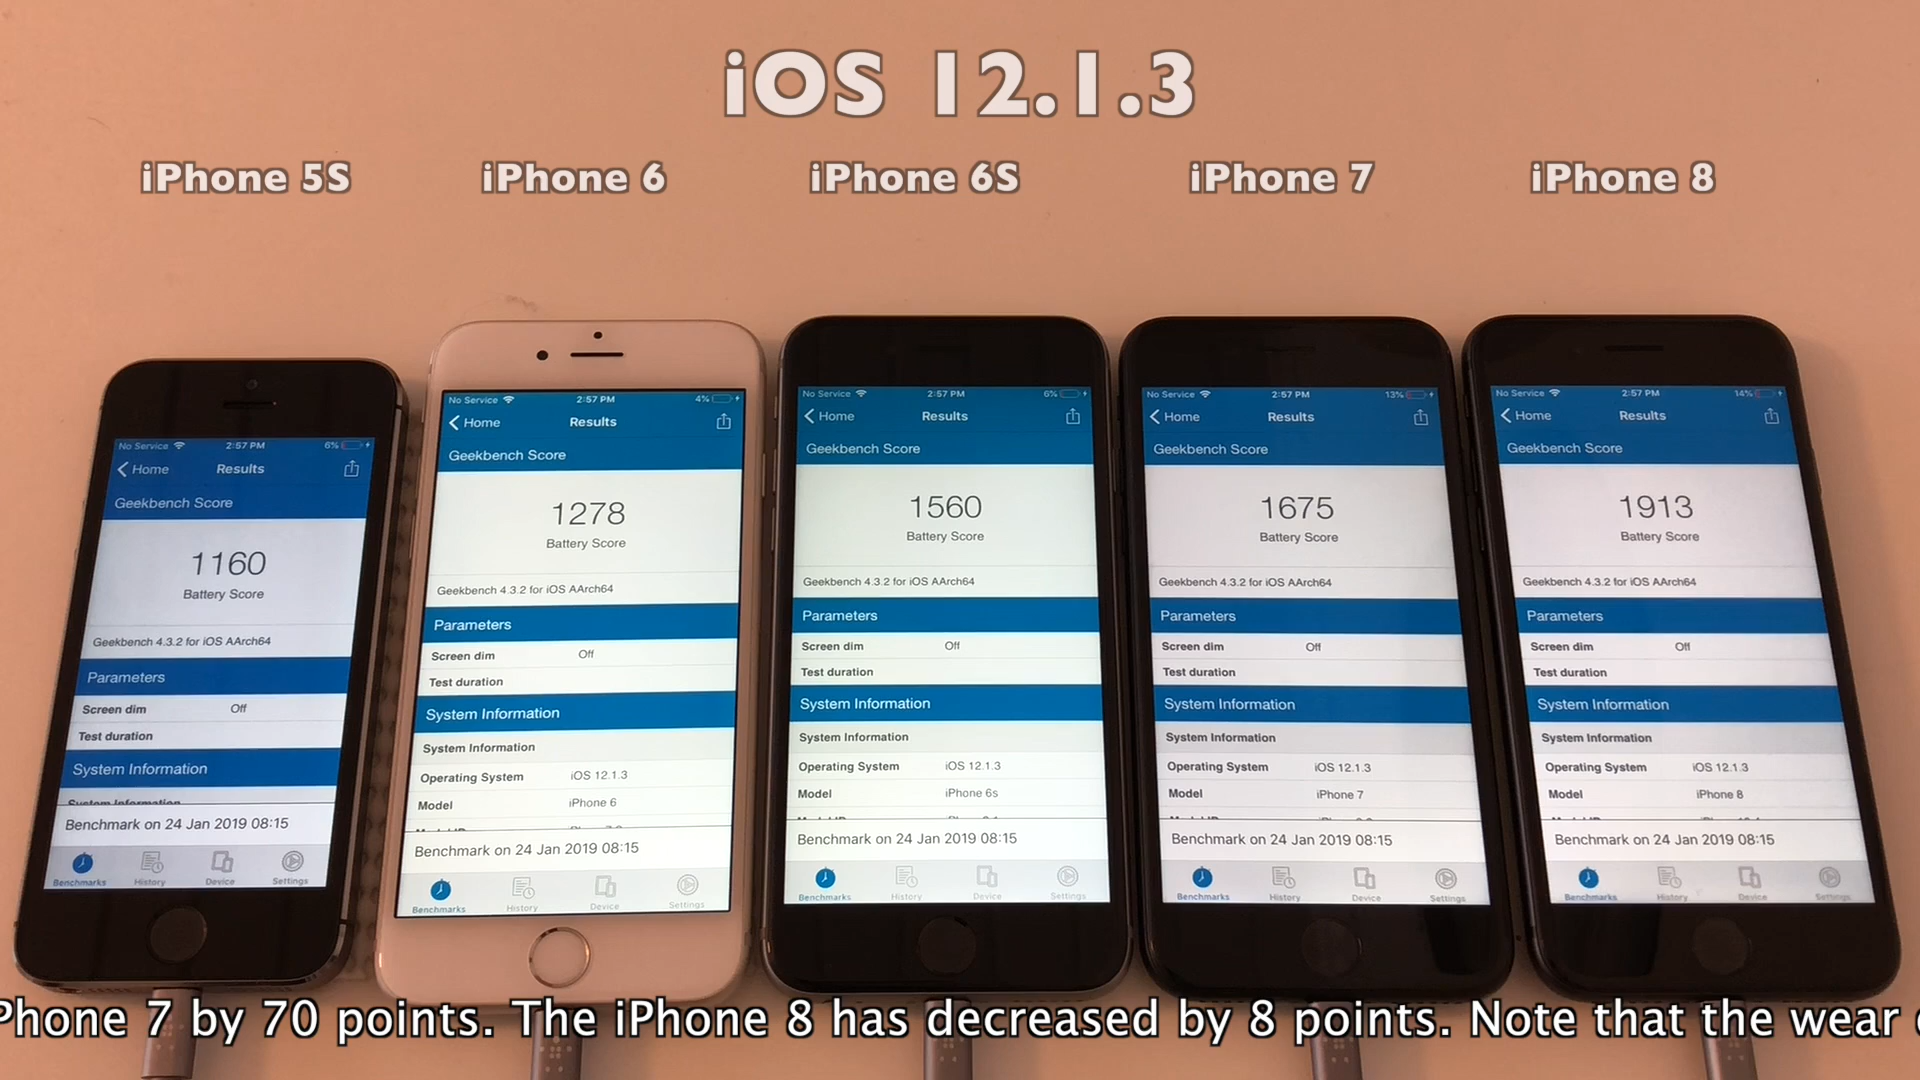 iOS 12.1.3
iPhone 5S
iPhone 6
iPhone 6S
iPhone 7
iPhone 8
No Service 2:57 PM 6%
Home Results
Geekbench Score
1160
Battery Score
Geekbench 4.3.2 for iOS AArch64
Parameters
Screen dim Off
Test duration
System Information
System Information
Benchmark on 24 Jan 2019 08:15
Benchmarks History Device Settings
No Service 2:57 PM 4%
Home Results
Geekbench Score
1278
Battery Score
Geekbench 4.3.2 for iOS AArch64
Parameters
Screen dim Off
Test duration
System Information
System Information
Operating System iOS 12.1.3
Model iPhone 6
Benchmark on 24 Jan 2019 08:15
Benchmarks History Device Settings
No Service 2:57 PM 6%
Home Results
Geekbench Score
1560
Battery Score
Geekbench 4.3.2 for iOS AArch64
Parameters
Screen dim Off
Test duration
System Information
System Information
Operating System iOS 12.1.3
Model iPhone 6s
Benchmark on 24 Jan 2019 08:15
Benchmarks History Device Settings
No Service 2:57 PM 13%
Home Results
Geekbench Score
1675
Battery Score
Geekbench 4.3.2 for iOS AArch64
Parameters
Screen dim Off
Test duration
System Information
System Information
Operating System iOS 12.1.3
Model iPhone 7
Benchmark on 24 Jan 2019 08:15
Benchmarks History Device Settings
No Service 2:57 PM 14%
Home Results
Geekbench Score
1913
Battery Score
Geekbench 4.3.2 for iOS AArch64
Parameters
Screen dim Off
Test duration
System Information
System Information
Operating System iOS 12.1.3
Model iPhone 8
Benchmark on 24 Jan 2019 08:15
Benchmarks History Device Settings
Phone 7 by 70 points. The iPhone 8 has decreased by 8 points. Note that the wear